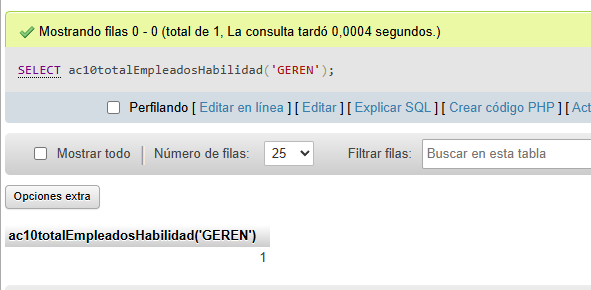 Mostrando filas 0 - 0 (total de 1, La consulta tardó 0,0004 segundos.)
SELECT ac10totalEmpleadosHabilidad('GEREN');
Perfilando [ Editar en línea ] [ Editar ] [ Explicar SQL ] [ Crear código PHP ] [ Act
Mostrar todo Número de filas: 25 Filtrar filas: Buscar en esta tabla
Opciones extra
ac10totalEmpleadosHabilidad('GEREN')
1